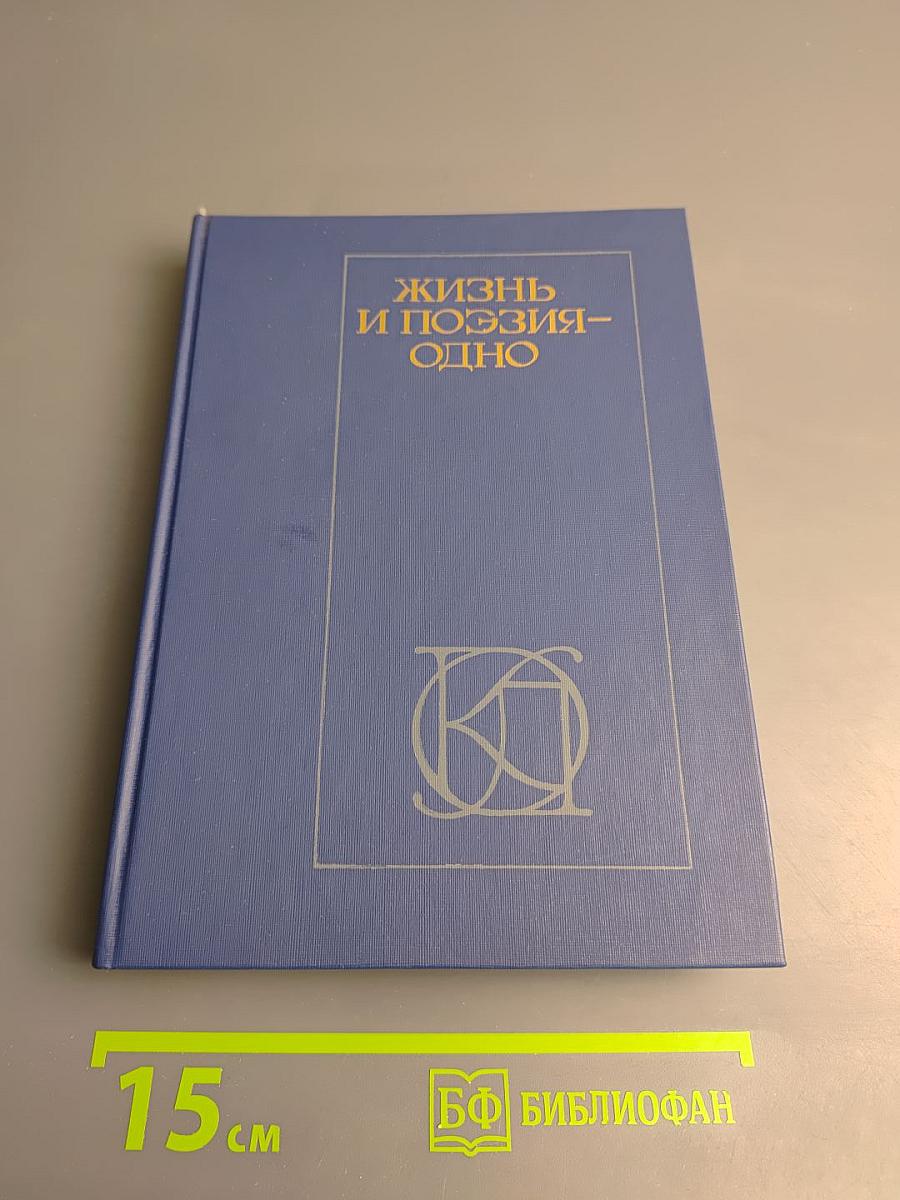 ЖИЗНЬ
И ПОЭЗИЯ–
ОДНО
15 см
БФ БИБЛИОФАН